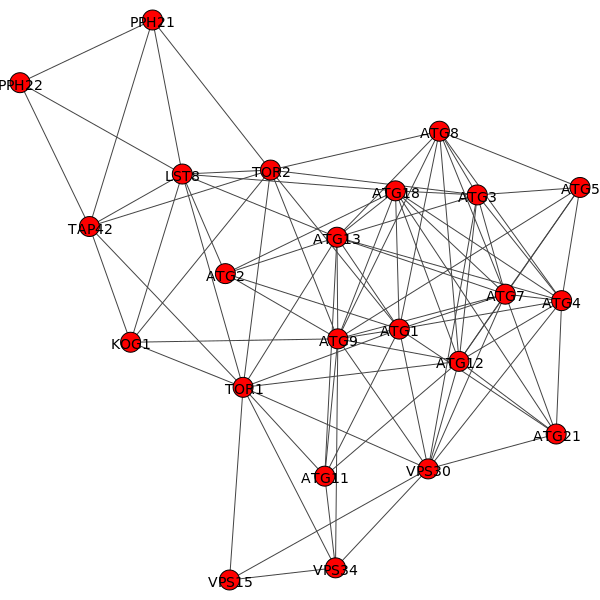 PPH21
PPH22
ATG8
LST8
TOR2
ATG18
ATG3
ATG5
TAP42
ATG13
ATG2
ATG7
ATG4
KOG1
ATG9
ATG1
ATG12
TOR1
ATG21
ATG11
VPS30
VPS15
VPS34